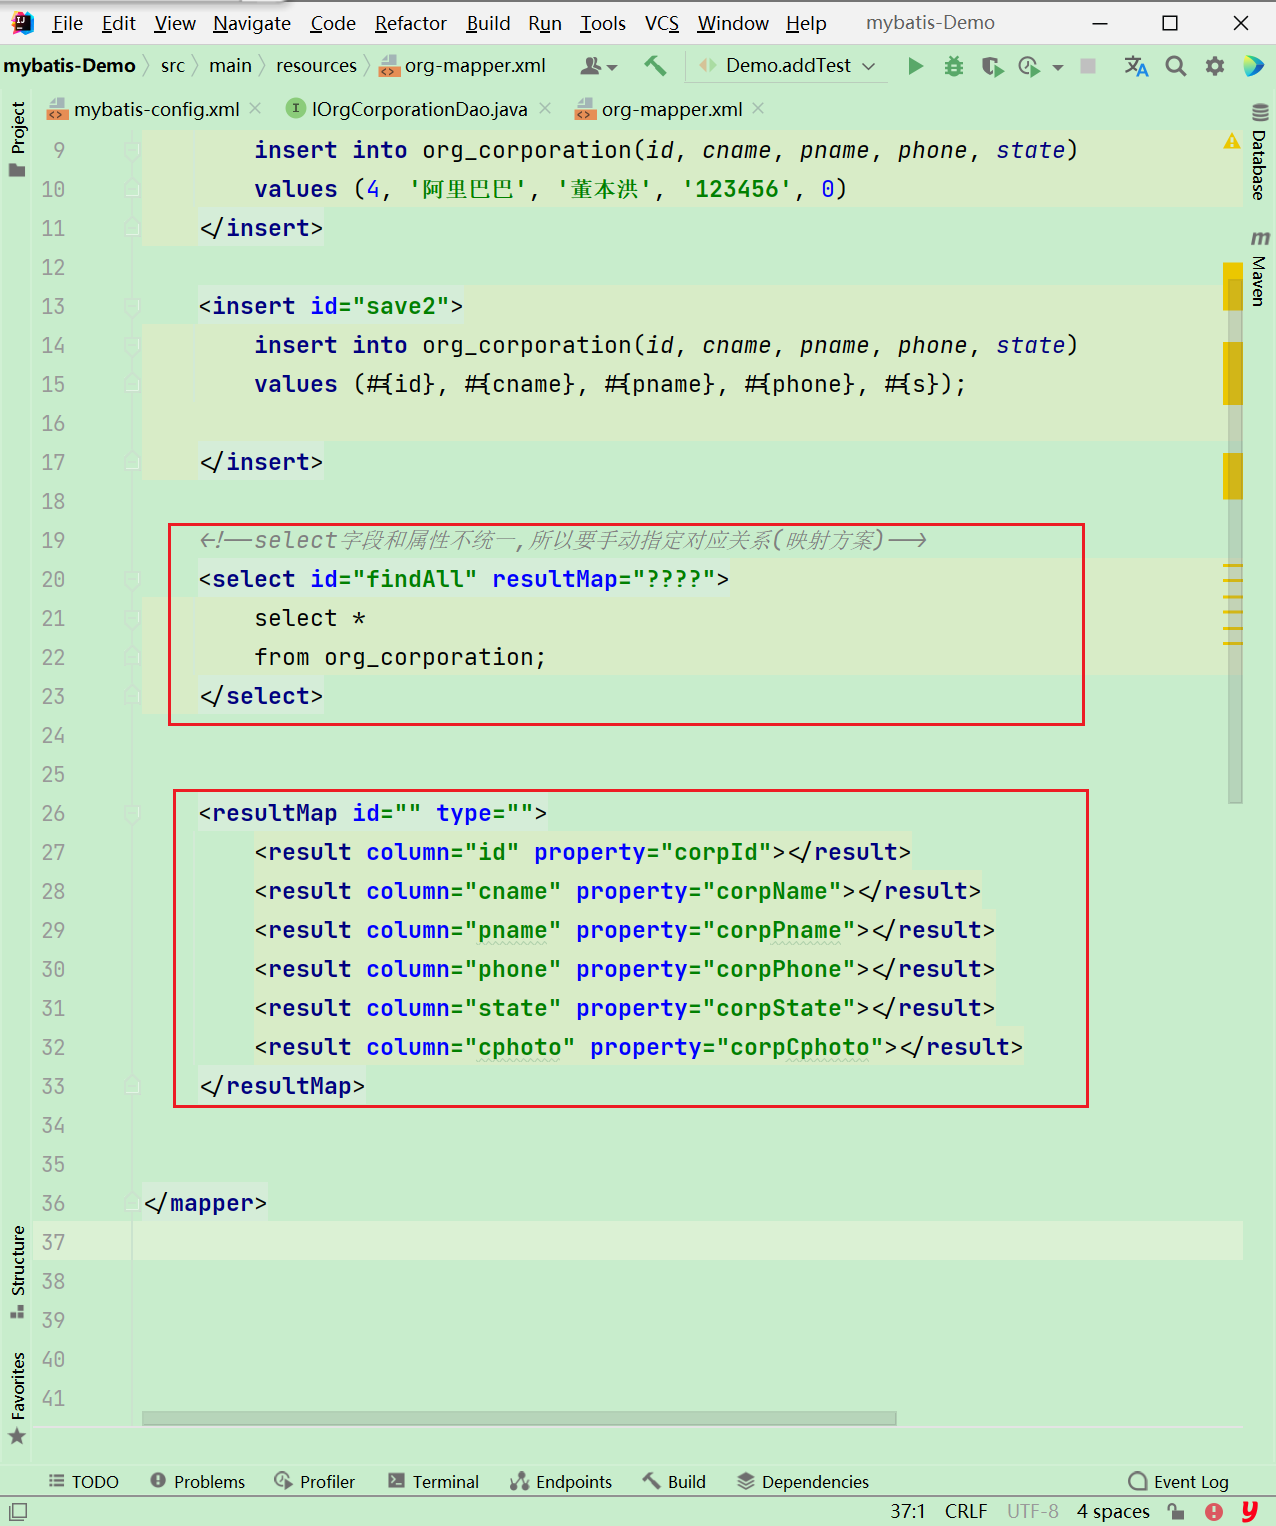 File Edit View Navigate Code Refactor Build Run Tools VCS Window Help mybatis-Demo
mybatis-Demo src main resources org-mapper.xml Demo.addTest
mybatis-config.xml IOrgCorporationDao.java org-mapper.xml
Project
Database
Maven
9 insert into org_corporation(id, cname, pname, phone, state)
10 values (4, '阿里巴巴', '董本洪', '123456', 0)
11 </insert>
12
13 <insert id="save2">
14 insert into org_corporation(id, cname, pname, phone, state)
15 values (#{id}, #{cname}, #{pname}, #{phone}, #{s});
16
17 </insert>
18
19 <!--select字段和属性不统一,所以要手动指定对应关系(映射方案)-->
20 <select id="findAll" resultMap="????">
21 select *
22 from org_corporation;
23 </select>
24
25
26 <resultMap id="" type="">
27 <result column="id" property="corpId"></result>
28 <result column="cname" property="corpName"></result>
29 <result column="pname" property="corpPname"></result>
30 <result column="phone" property="corpPhone"></result>
31 <result column="state" property="corpState"></result>
32 <result column="cphoto" property="corpCphoto"></result>
33 </resultMap>
34
35
36 </mapper>
37
38
39
40
41
Structure
Favorites
TODO Problems Profiler Terminal Endpoints Build Dependencies Event Log
37:1 CRLF UTF-8 4 spaces